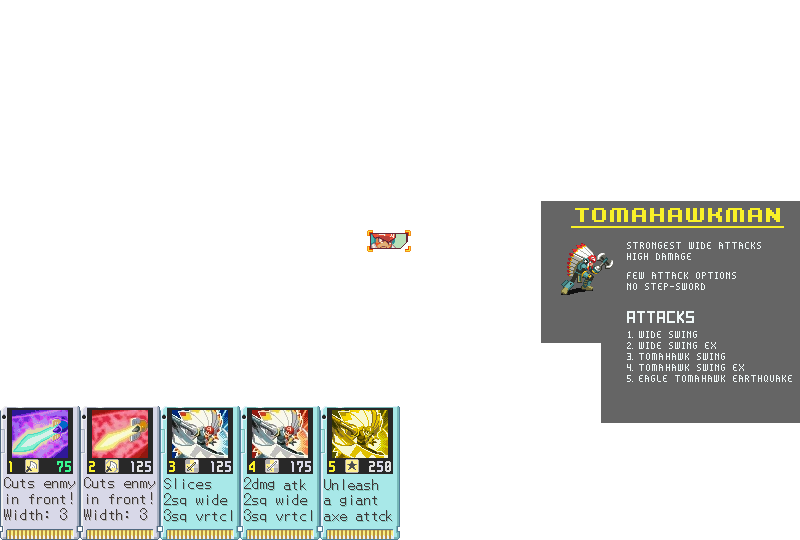 TOMAHAWKMAN
STRONGEST WIDE ATTACKS
HIGH DAMAGE
FEW ATTACK OPTIONS
NO STEP-SWORD
ATTACKS
1. WIDE SWING
2. WIDE SWING EX
3. TOMAHAWK SWING
4. TOMAHAWK SWING EX
5. EAGLE TOMAHAWK EARTHQUAKE
1 75
Cuts enmy
in front!
Width: 3
2 125
Cuts enmy
in front!
Width: 3
3 125
Slices
2sq wide
3sq vrtcl
4 175
2dmg atk
2sq wide
3sq vrtcl
5 250
Unleash
a giant
axe attck